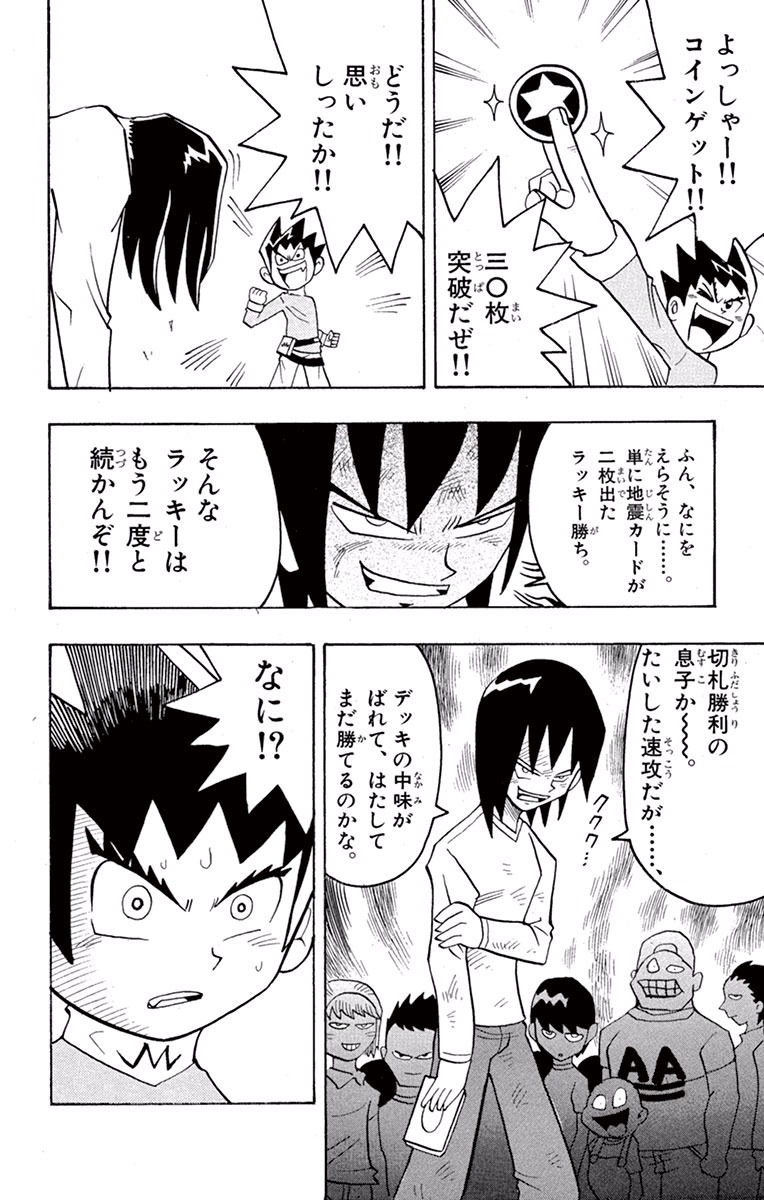 よっしゃー!!
コインゲット!!
三〇枚
突破だぜ!!
どうだ!!
思い
しったか!!
ふん、なにを
えらそうに……。
単に地震カードが
二枚出た
ラッキー勝ち。
そんな
ラッキーは
もう二度と
続かんぞ!!
切札勝利の
息子か〜〜。
たいした速攻だが……、
デッキの中味が
ばれて、はたして
まだ勝てるのかな。
ククク…
AA
なに!?